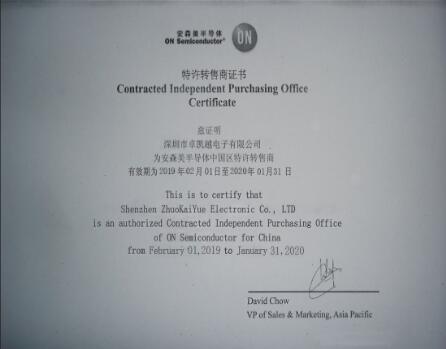 安森美半导体
ON Semiconductor®
ON
特许转售商证书
Contracted Independent Purchasing Office
Certificate
兹证明
深圳市卓凯越电子有限公司
为安森美半导体中国区特许转售商
有效期为2019年02月01日至2020年01月31日
This is to certify that
Shenzhen ZhuoKaiYue Electronic Co., LTD
is an authorized Contracted Independent Purchasing Office
of ON Semiconductor for China
from February 01,2019 to January 31, 2020
David Chow
VP of Sales & Marketing, Asia Pacific